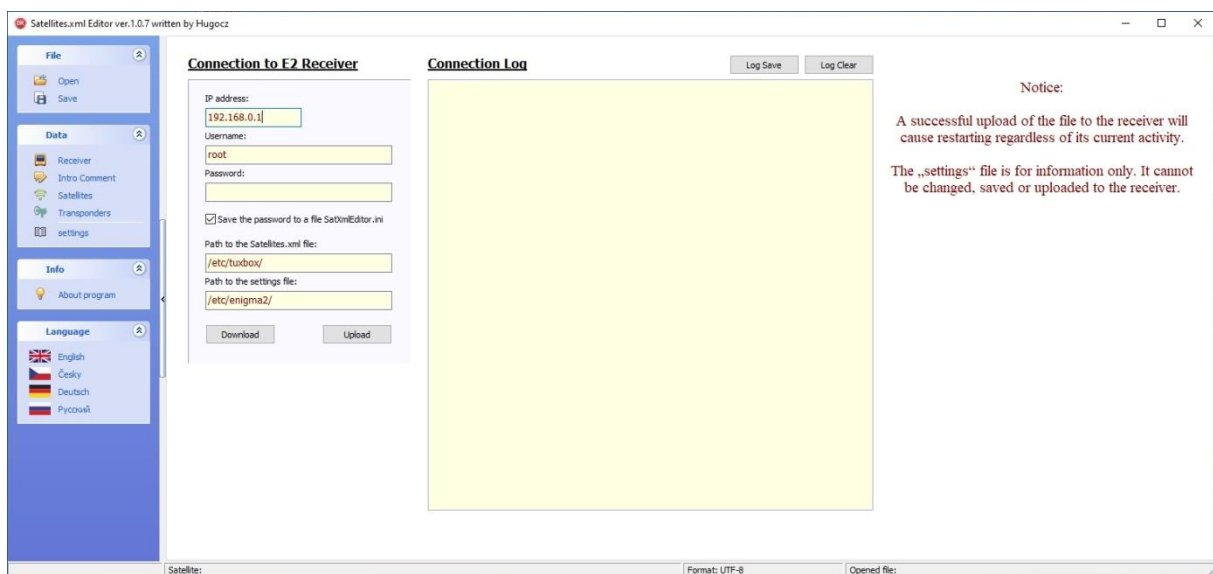 Satellites.xml Editor ver.1.0.7 written by Hugocz
File
Open
Save
Data
Receiver
Intro Comment
Satellites
Transponders
settings
Info
About program
Language
English
Česky
Deutsch
Русский
Connection to E2 Receiver
IP address:
192.168.0.1
Username:
root
Password:
Save the password to a file SatXmlEditor.ini
Path to the Satellites.xml file:
/etc/tuxbox/
Path to the settings file:
/etc/enigma2/
Download Upload
Connection Log
Log Save Log Clear
Notice:
A successful upload of the file to the receiver will
cause restarting regardless of its current activity.
The „settings“ file is for information only. It cannot
be changed, saved or uploaded to the receiver.
Satellite: Format: UTF-8 Opened file: